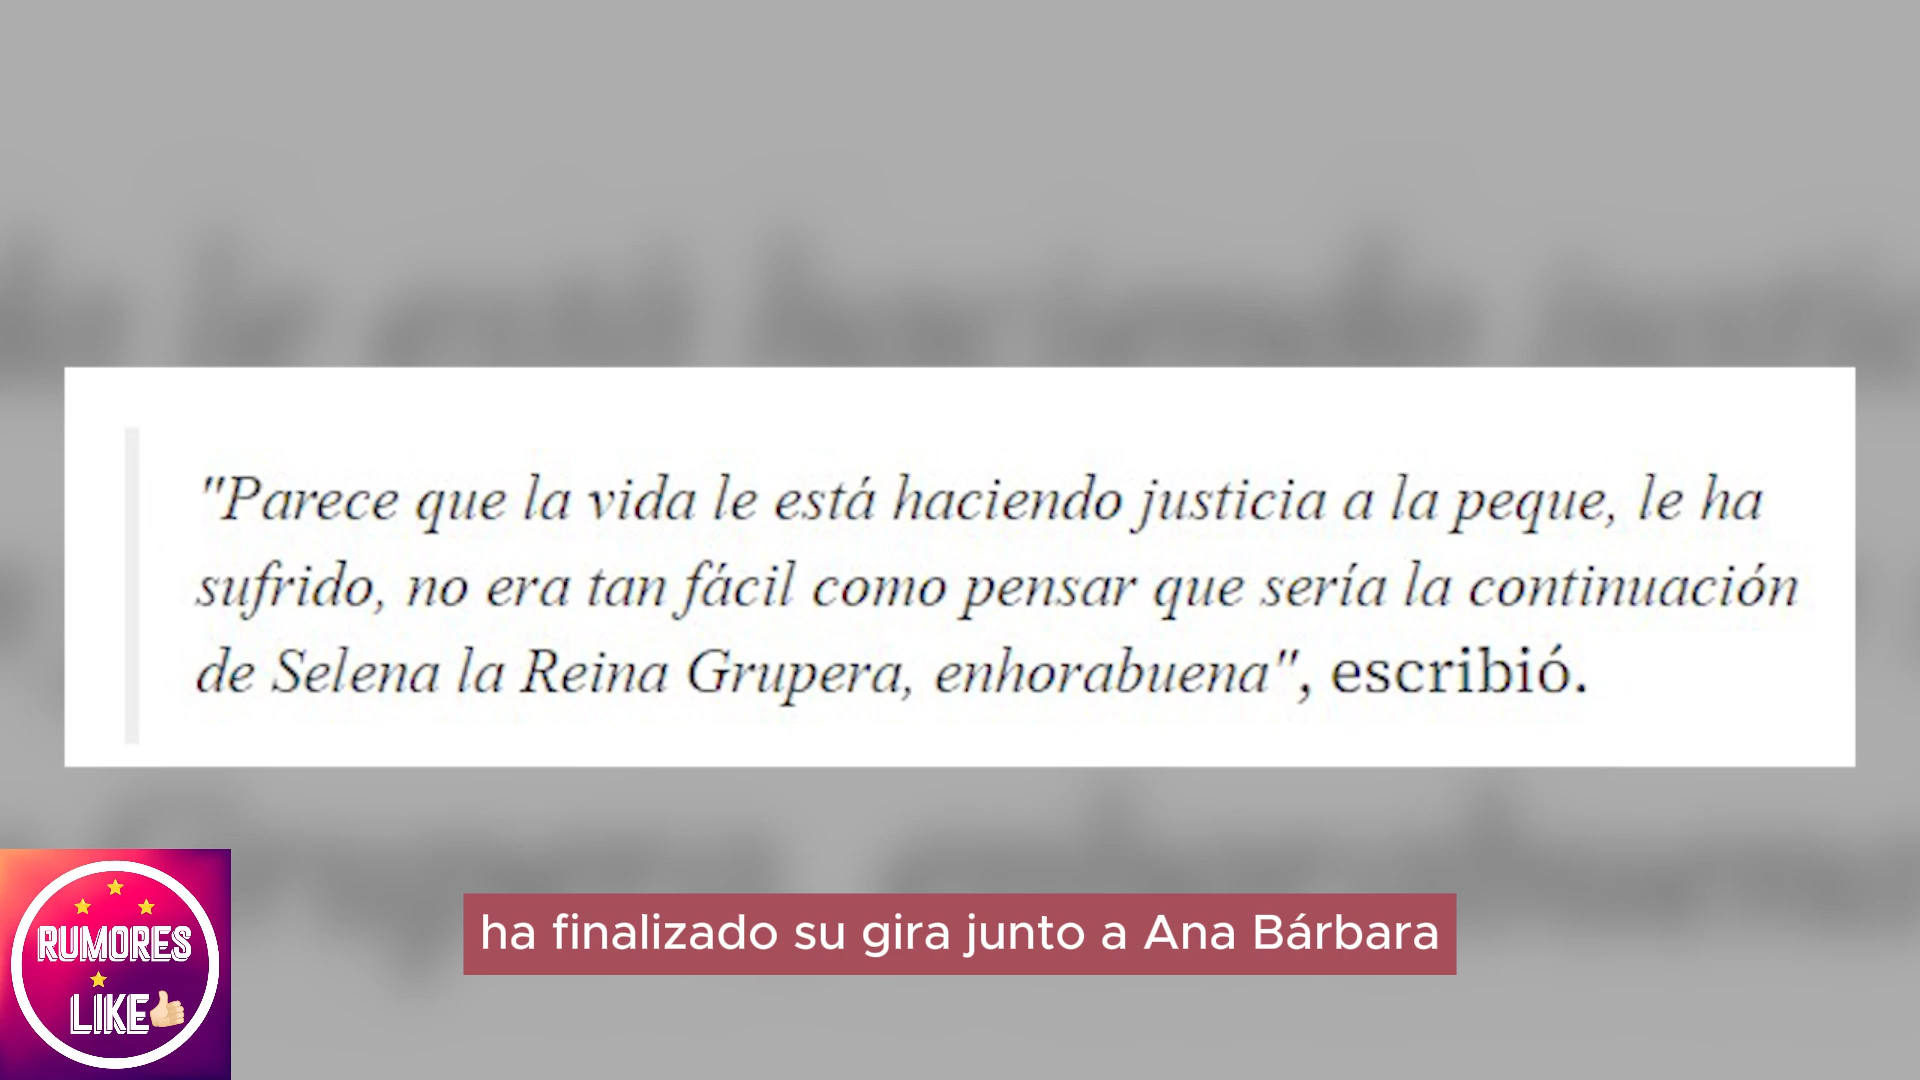 "Parece que la vida le está haciendo justicia a la peque, le ha
sufrido, no era tan fácil como pensar que sería la continuación
de Selena la Reina Grupera, enhorabuena", escribió.
ha finalizado su gira junto a Ana Bárbara
RUMORES
LIKE